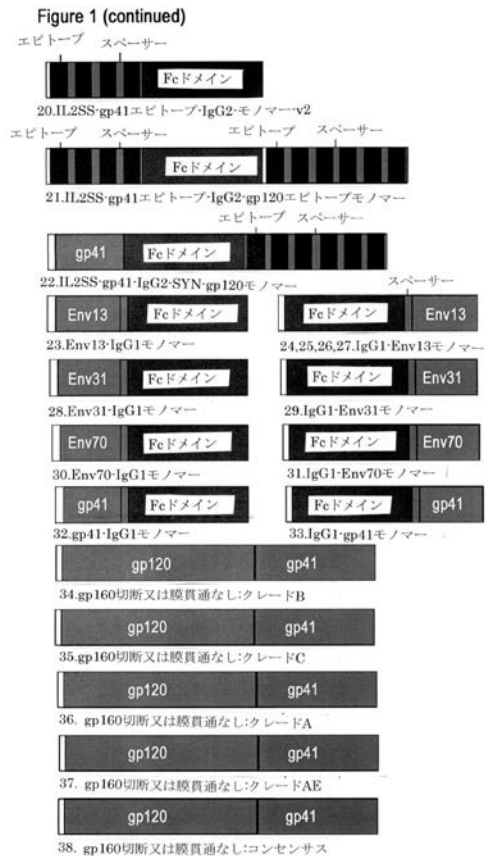 Figure 1 (continued)
エピトープ スペーサー
Fcドメイン
20.IL2SS-gp41エピトープ-IgG2-モノマー-v2
エピトープ スペーサー エピトープ スペーサー
Fcドメイン
21.IL2SS-gp41エピトープ-IgG2-gp120エピトープモノマー
エピトープ スペーサー
gp41 Fcドメイン
22.IL2SS-gp41-IgG2-SYN-gp120モノマー
スペーサー
Env13 Fcドメイン Fcドメイン Env13
23.Env13-IgG1モノマー 24,25,26,27.IgG1-Env13モノマー
Env31 Fcドメイン Fcドメイン Env31
28.Env31-IgG1モノマー 29.IgG1-Env31モノマー
Env70 Fcドメイン Fcドメイン Env70
30.Env70-IgG1モノマー 31.IgG1-Env70モノマー
gp41 Fcドメイン Fcドメイン gp41
32.gp41-IgG1モノマー 33.IgG1-gp41モノマー
gp120 gp41
34.gp160切断又は膜貫通なし:クレードB
gp120 gp41
35.gp160切断又は膜貫通なし:クレードC
gp120 gp41
36. gp160切断又は膜貫通なし:クレードA
gp120 gp41
37. gp160切断又は膜貫通なし:クレードAE
gp120 gp41
38. gp160切断又は膜貫通なし:コンセンサス